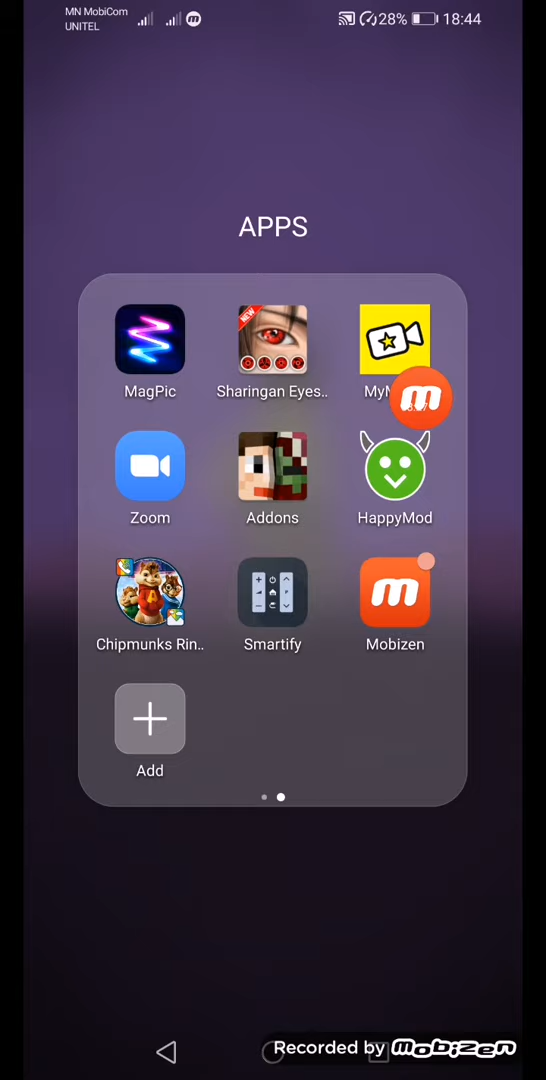 MN MobiCom
UNITEL
28% 18:44
APPS
NEW
MagPic
Sharingan Eyes..
Zoom
Addons
HappyMod
Chipmunks Rin..
Smartify
Mobizen
Add
Recorded by mobizen